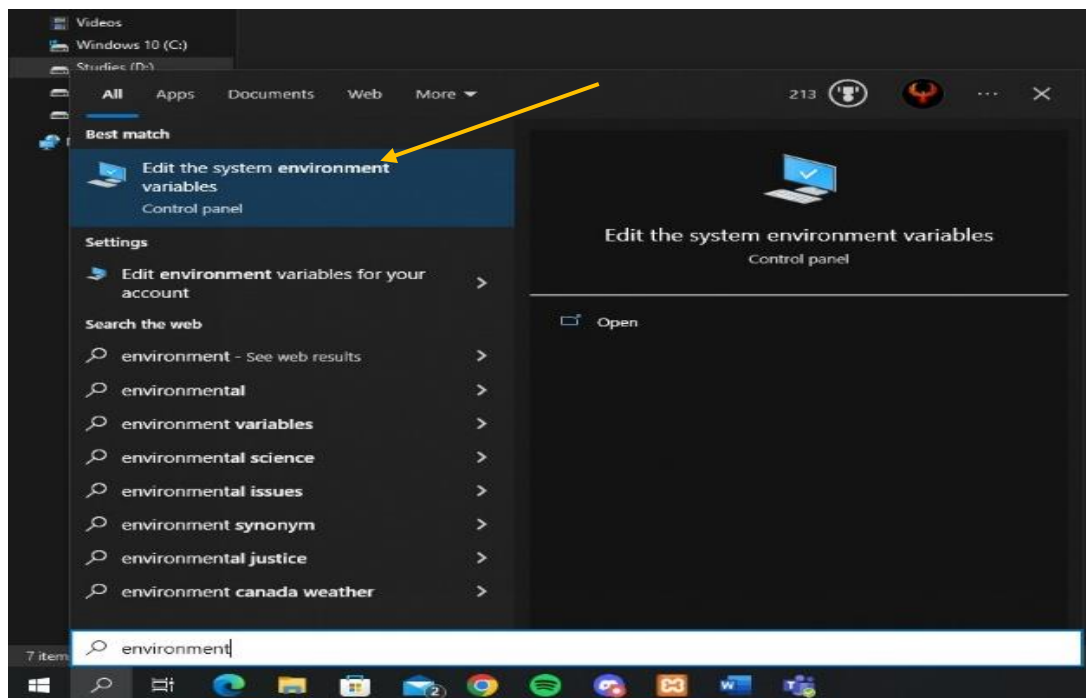 Videos
Windows 10 (C:)
Studies (D:)
All Apps Documents Web More
213
Best match
Edit the system environment
variables
Control panel
Settings
Edit environment variables for your
account
Search the web
environment - See web results
environmental
environment variables
environmental science
environmental issues
environment synonym
environmental justice
environment canada weather
Edit the system environment variables
Control panel
Open
7 item
environment
2